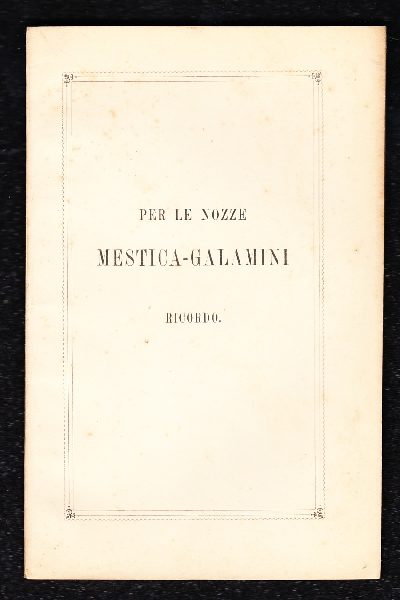 PER LE NOZZE
MESTICA-GALAMINI
RICORDO.